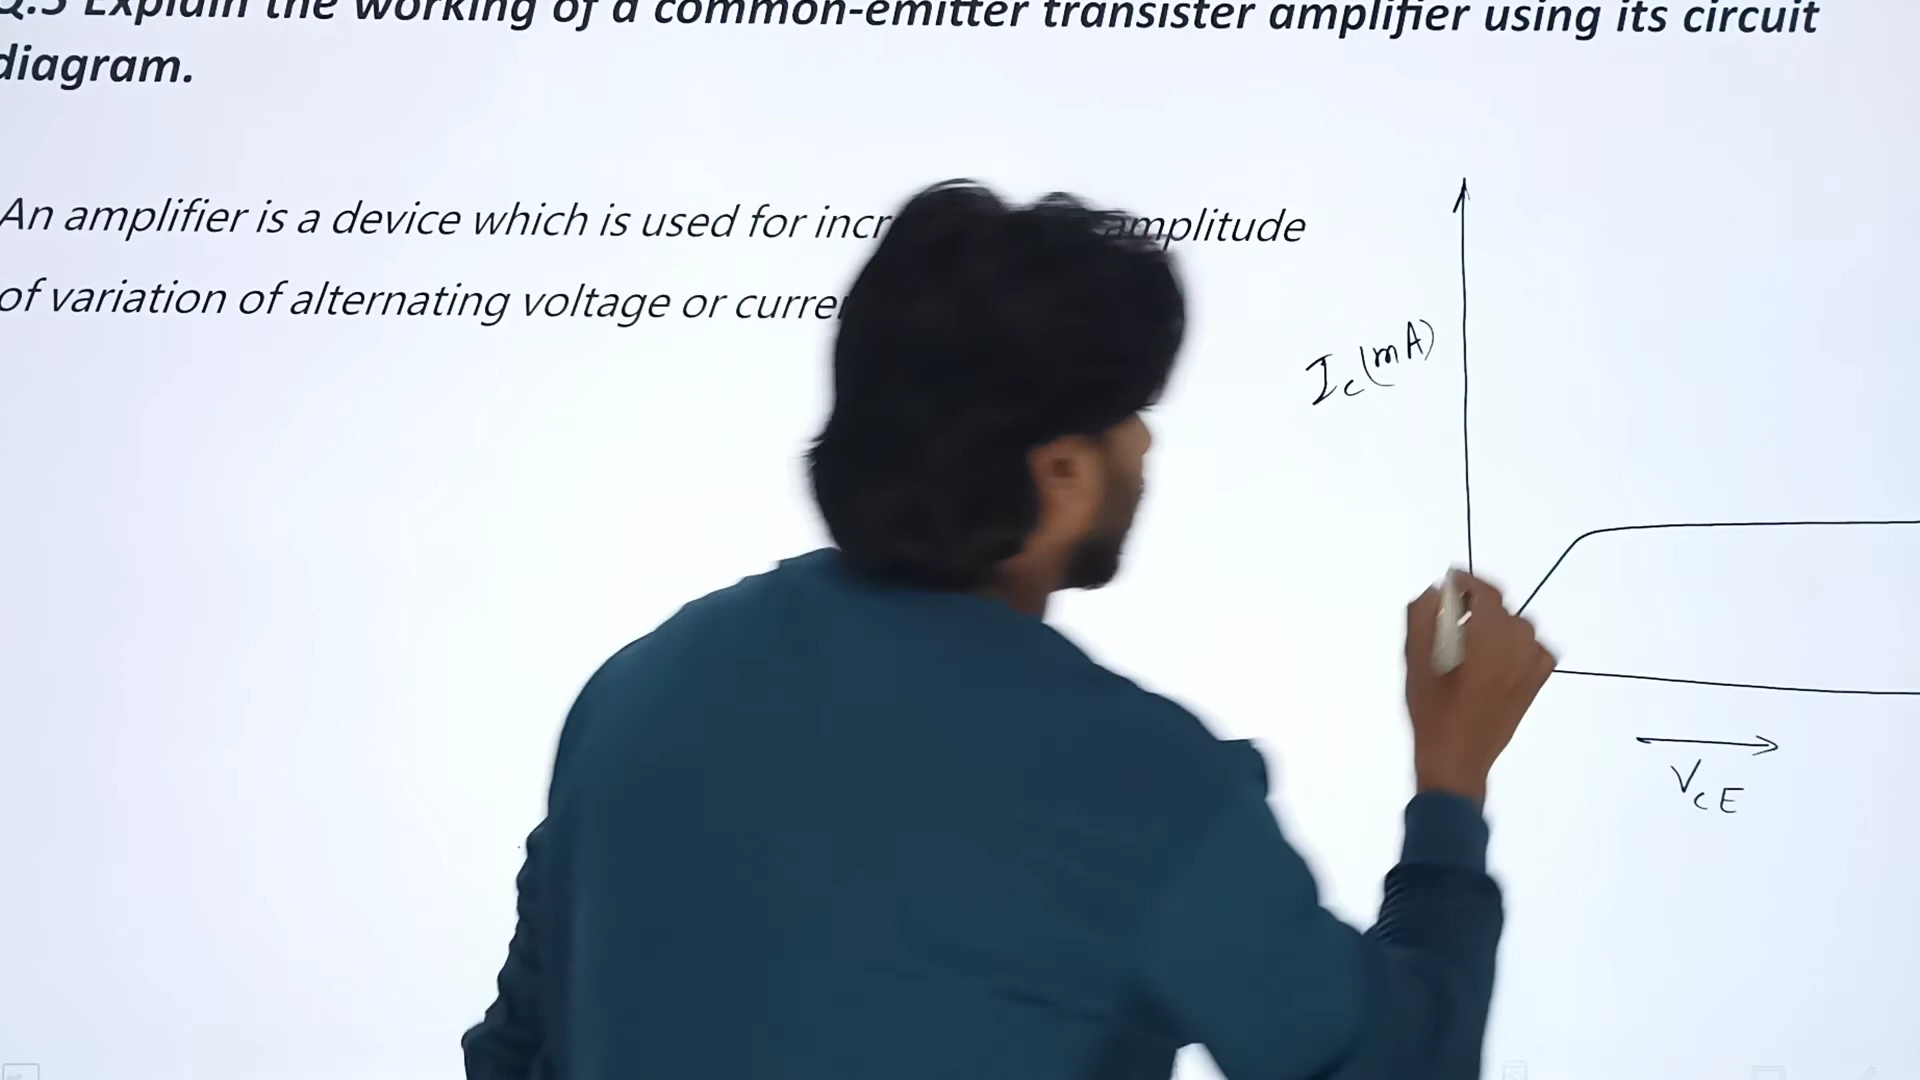 Explain the working of a common-emitter transister amplifier using its circuit
diagram.
An amplifier is a device which is used for incr amplitude
of variation of alternating voltage or curre
Ic (mA)
VCE